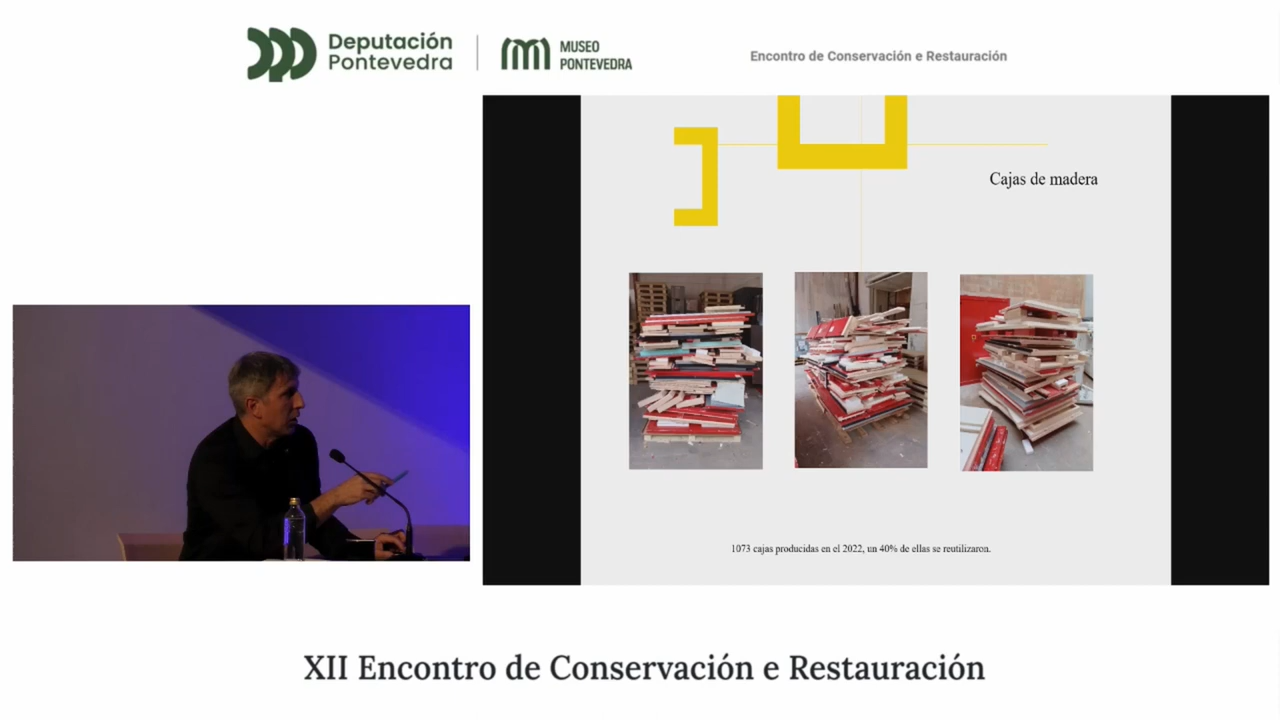 Deputación
Pontevedra
MUSEO
PONTEVEDRA
Encontro de Conservación e Restauración
Cajas de madera
1073 cajas producidas en el 2022, un 40% de ellas se reutilizaron.
XII Encontro de Conservación e Restauración